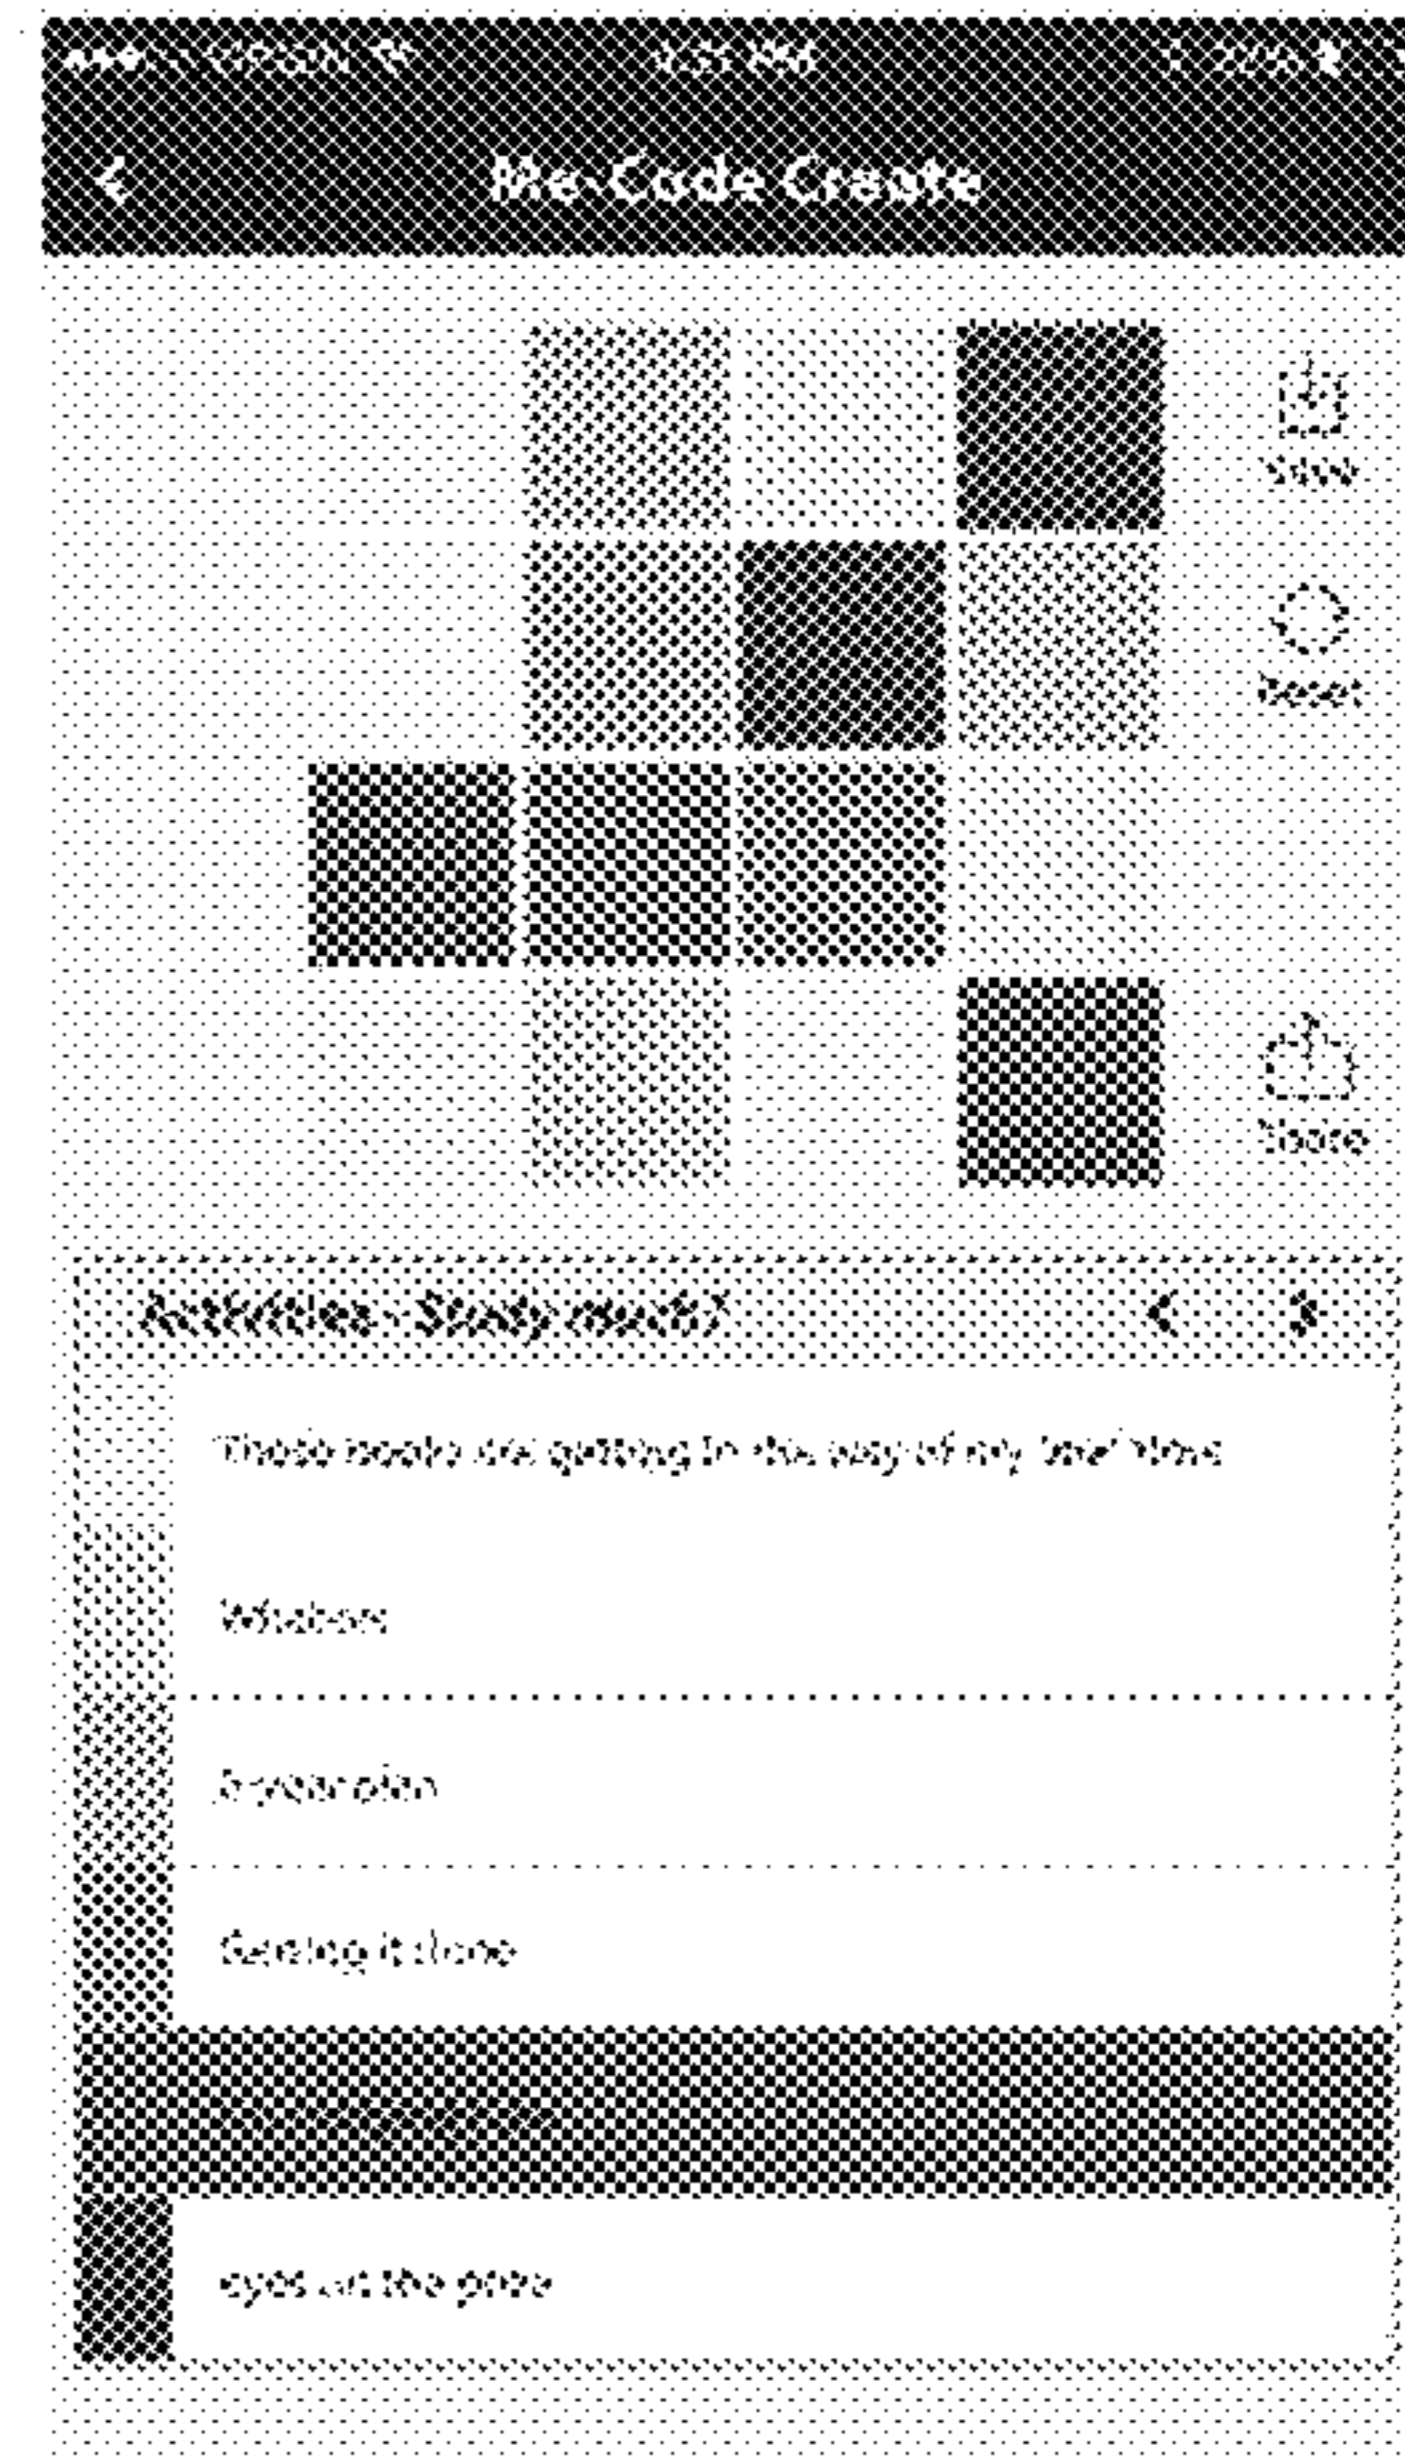 Me-Code Create
Save
Reset
Share
Activities - Study much?
These books are getting in the way of my 'me' time
Whatever
5-year plan
Getting it done
eyes on the prize